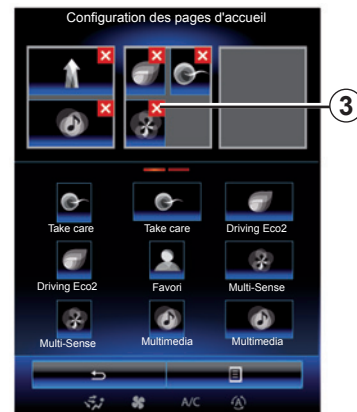 Configuration des pages d'accueil
3
Take care Take care Driving Eco2
Driving Eco2 Favori Multi-Sense
Multi-Sense Multimedia Multimedia
A/C